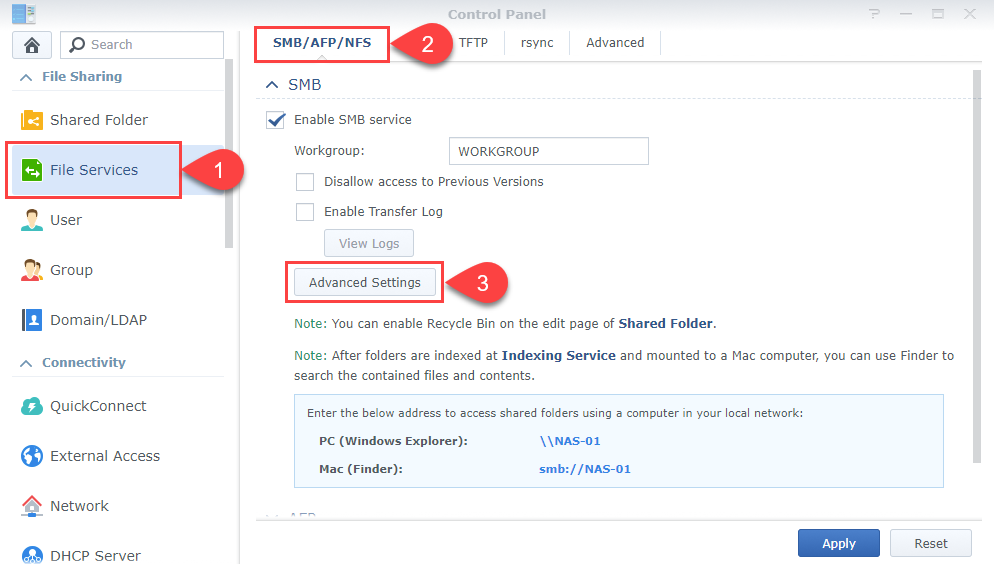 Control Panel
Search
File Sharing
Shared Folder
File Services
1
User
Group
Domain/LDAP
Connectivity
QuickConnect
External Access
Network
DHCP Server
SMB/AFP/NFS
2
TFTP
rsync
Advanced
SMB
Enable SMB service
Workgroup: WORKGROUP
Disallow access to Previous Versions
Enable Transfer Log
View Logs
Advanced Settings
3
Note: You can enable Recycle Bin on the edit page of Shared Folder.
Note: After folders are indexed at Indexing Service and mounted to a Mac computer, you can use Finder to
search the contained files and contents.
Enter the below address to access shared folders using a computer in your local network:
PC (Windows Explorer): \\NAS-01
Mac (Finder): smb://NAS-01
Apply
Reset